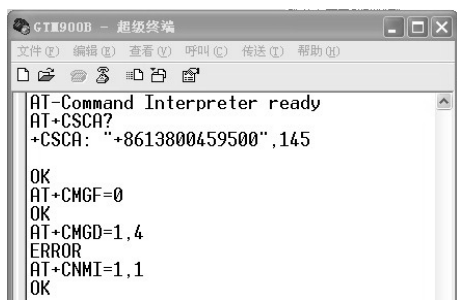 GTM900B - 超级终端
文件(F) 编辑(E) 查看(V) 呼叫(C) 传送(T) 帮助(H)
AT-Command Interpreter ready
AT+CSCA?
+CSCA: "+8613800459500",145
OK
AT+CMGF=0
OK
AT+CMGD=1,4
ERROR
AT+CNMI=1,1
OK